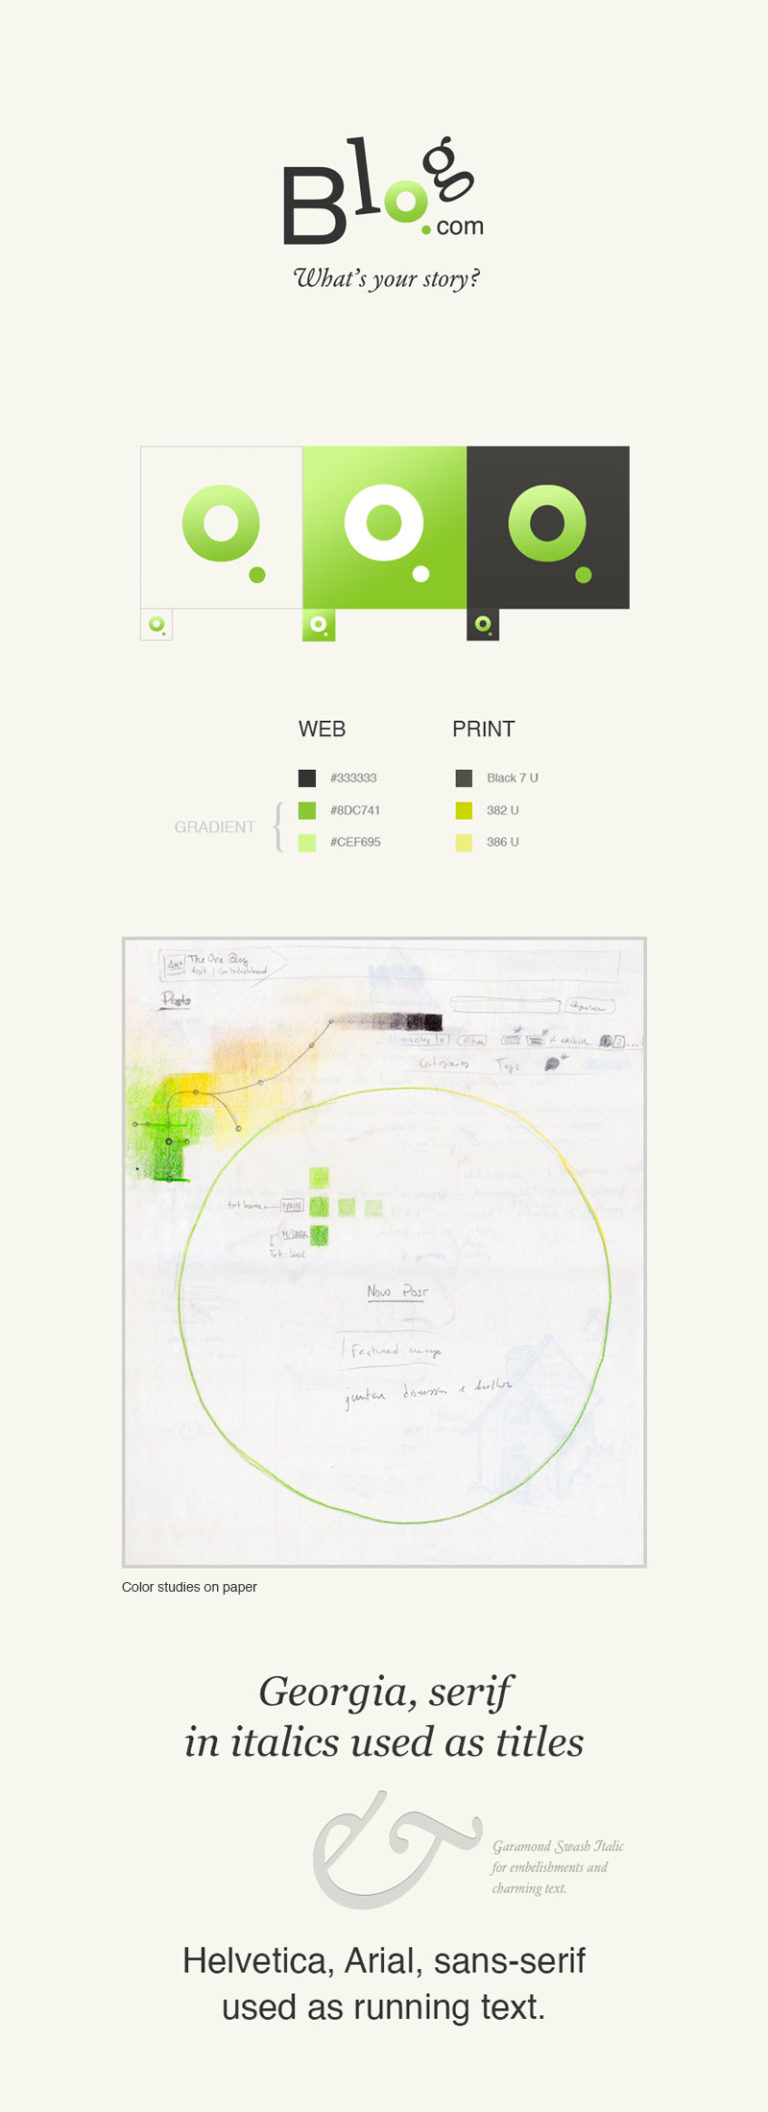 Blog.com
What's your story?
WEB
PRINT
#333333
Black 7 U
GRADIENT
#8DC741
382 U
#CEF695
386 U
The One Blog
Posts
Categories
Tags
MAIN
Novo Post
featured image
juntar
Color studies on paper
Georgia, serif
in italics used as titles
&
Garamond Swash Italic
for embelishments and
charming text.
Helvetica, Arial, sans-serif
used as running text.